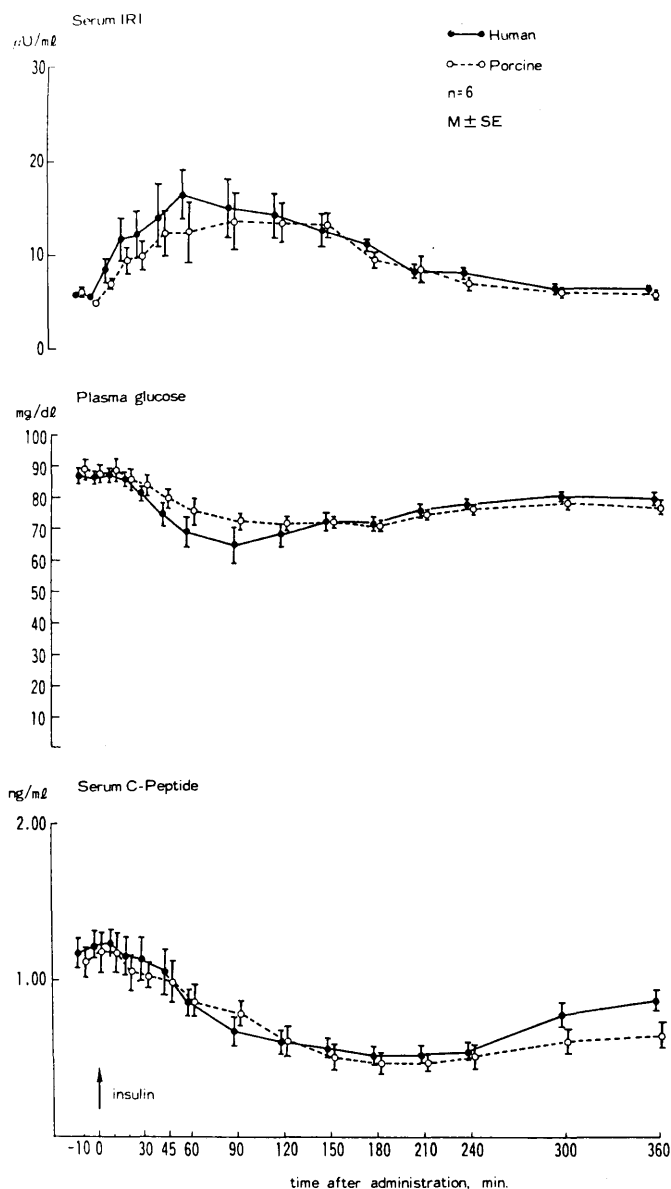 Serum IRI
μU/ml
Human
Porcine
n=6
M ± SE
30
20
10
0
Plasma glucose
mg/dℓ
100
90
80
70
60
50
40
30
20
10
Serum C-Peptide
ng/mℓ
2.00
1.00
insulin
-10 0 30 45 60 90 120 150 180 210 240 300 360
time after administration, min.